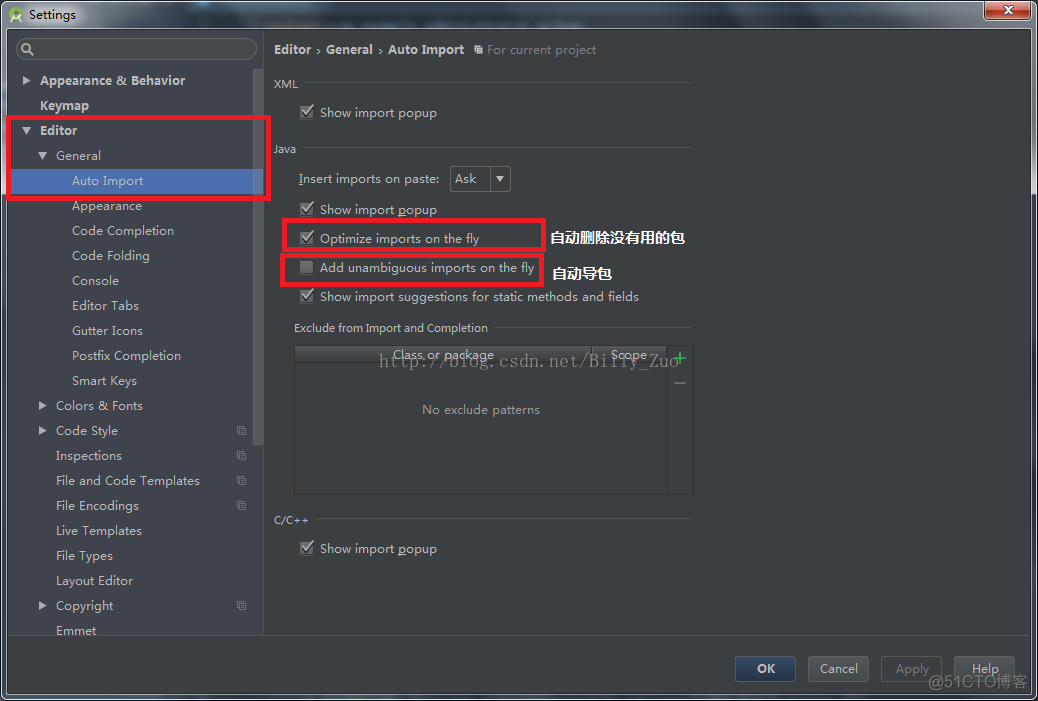 Settings
Editor › General › Auto Import For current project
Appearance & Behavior
Keymap
Editor
General
Auto Import
Appearance
Code Completion
Code Folding
Console
Editor Tabs
Gutter Icons
Postfix Completion
Smart Keys
Colors & Fonts
Code Style
Inspections
File and Code Templates
File Encodings
Live Templates
File Types
Layout Editor
Copyright
Emmet
XML
Show import popup
Java
Insert imports on paste: Ask
Show import popup
Optimize imports on the fly 自动删除没有用的包
Add unambiguous imports on the fly 自动导包
Show import suggestions for static methods and fields
Exclude from Import and Completion
Class or package Scope
http://blog.csdn.net/Billy_Zuo
No exclude patterns
C/C++
Show import popup
OK Cancel Apply Help
@51CTO博客